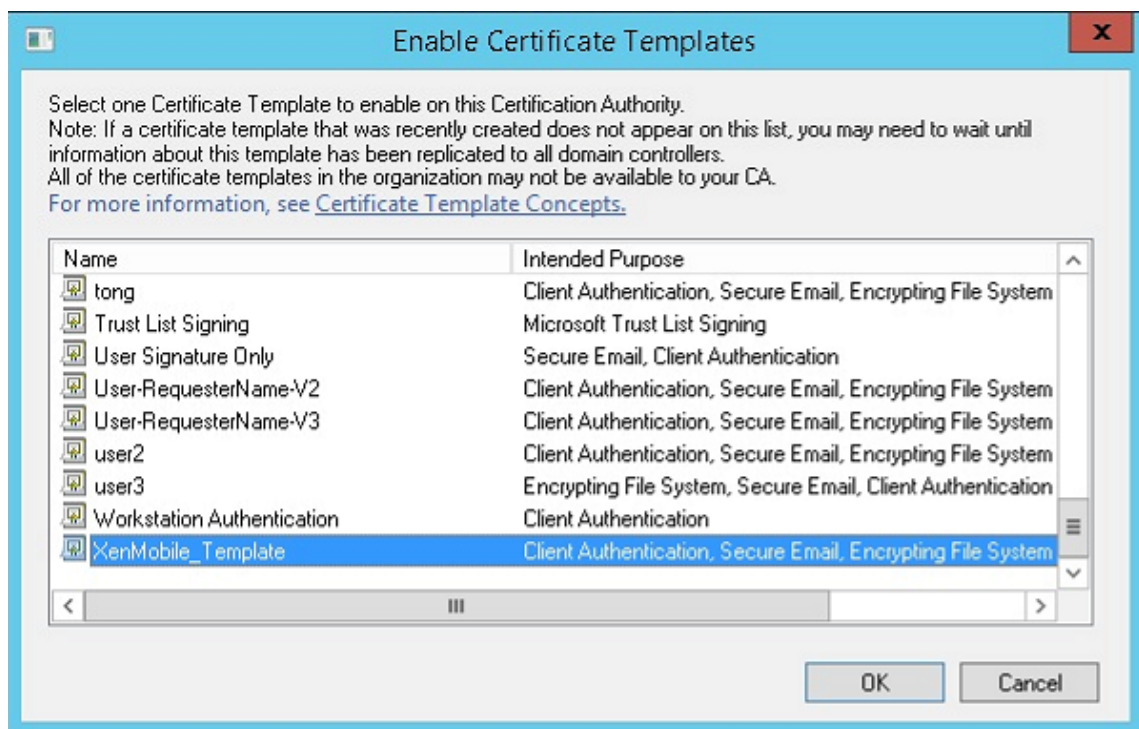 Enable Certificate Templates
x
Select one Certificate Template to enable on this Certification Authority.
Note: If a certificate template that was recently created does not appear on this list, you may need to wait until
information about this template has been replicated to all domain controllers.
All of the certificate templates in the organization may not be available to your CA.
For more information, see Certificate Template Concepts.
Name Intended Purpose
tong Client Authentication, Secure Email, Encrypting File System
Trust List Signing Microsoft Trust List Signing
User Signature Only Secure Email, Client Authentication
User-RequesterName-V2 Client Authentication, Secure Email, Encrypting File System
User-RequesterName-V3 Client Authentication, Secure Email, Encrypting File System
user2 Client Authentication, Secure Email, Encrypting File System
user3 Encrypting File System, Secure Email, Client Authentication
Workstation Authentication Client Authentication
XenMobile_Template Client Authentication, Secure Email, Encrypting File System
OK Cancel